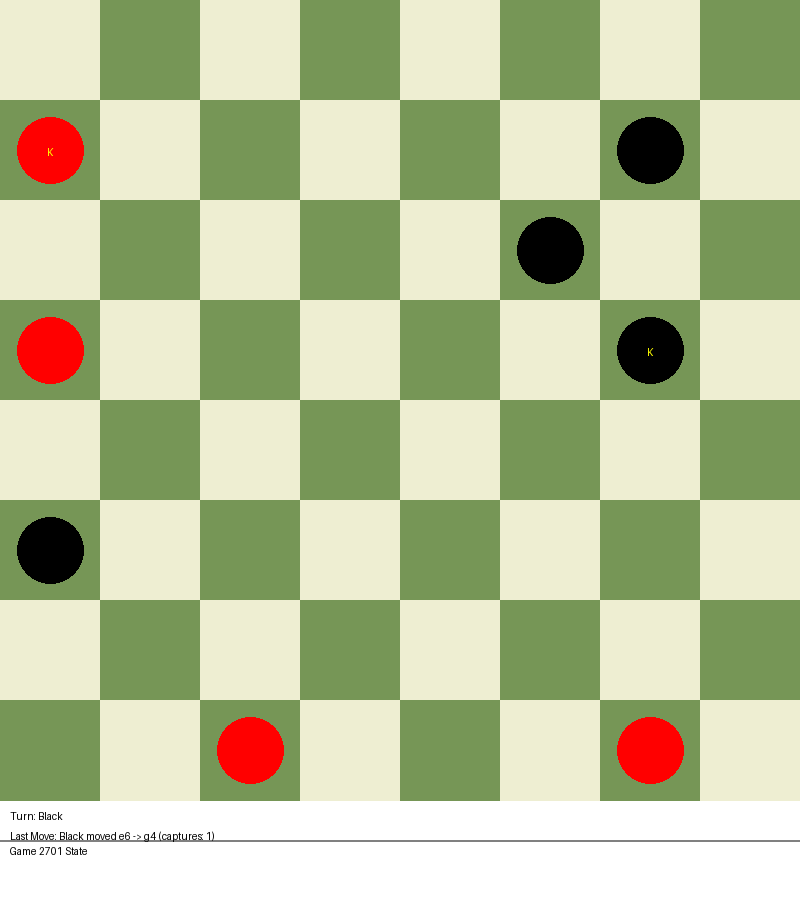 K
K
Turn: Black
Last Move: Black moved e6 -> g4 (captures: 1)
Game 2701 State